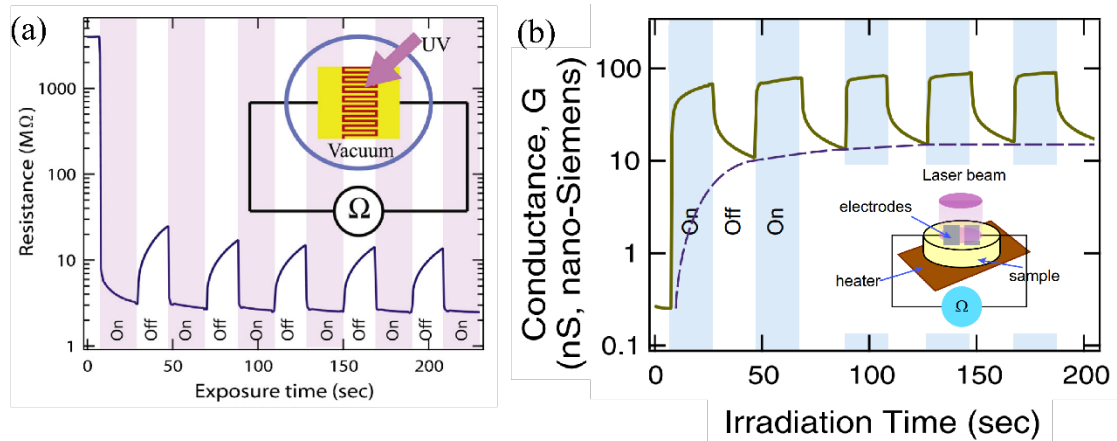 (a)
UV
Vacuum
Ω
1000
100
10
1
Resistance (MΩ)
On
Off
On
Off
On
Off
On
Off
On
Off
On
0
50
100
150
200
Exposure time (sec)
(b)
Conductance, G
(nS, nano-Siemens)
100
10
1
0.1
On
Off
On
Laser beam
electrodes
heater
sample
Ω
0
50
100
150
200
Irradiation Time (sec)